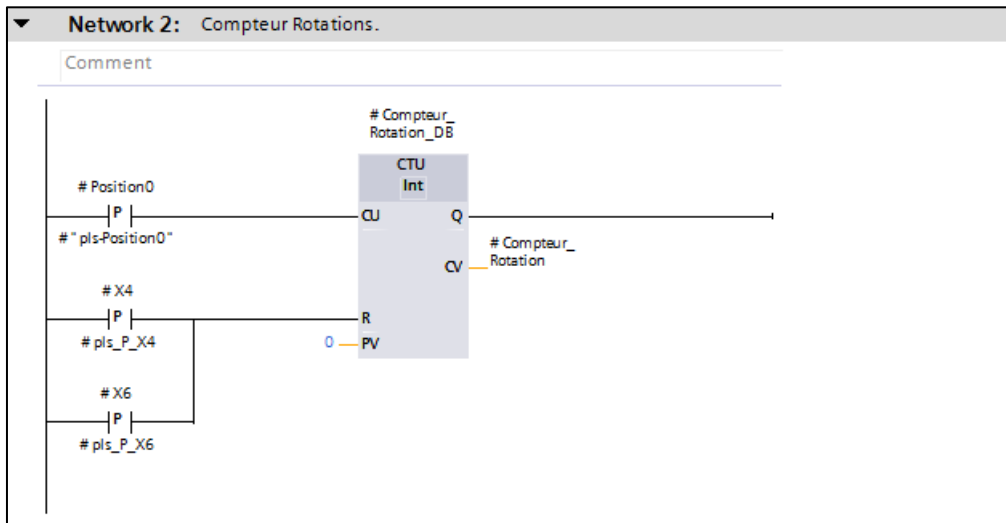 Network 2: Compteur Rotations.
Comment
# Compteur_
Rotation_DB
CTU
Int
# Position0
P
#"pls-Position0"
CU
Q
# Compteur_
Rotation
CV
# X4
P
# pls_P_X4
R
0
PV
# X6
P
# pls_P_X6